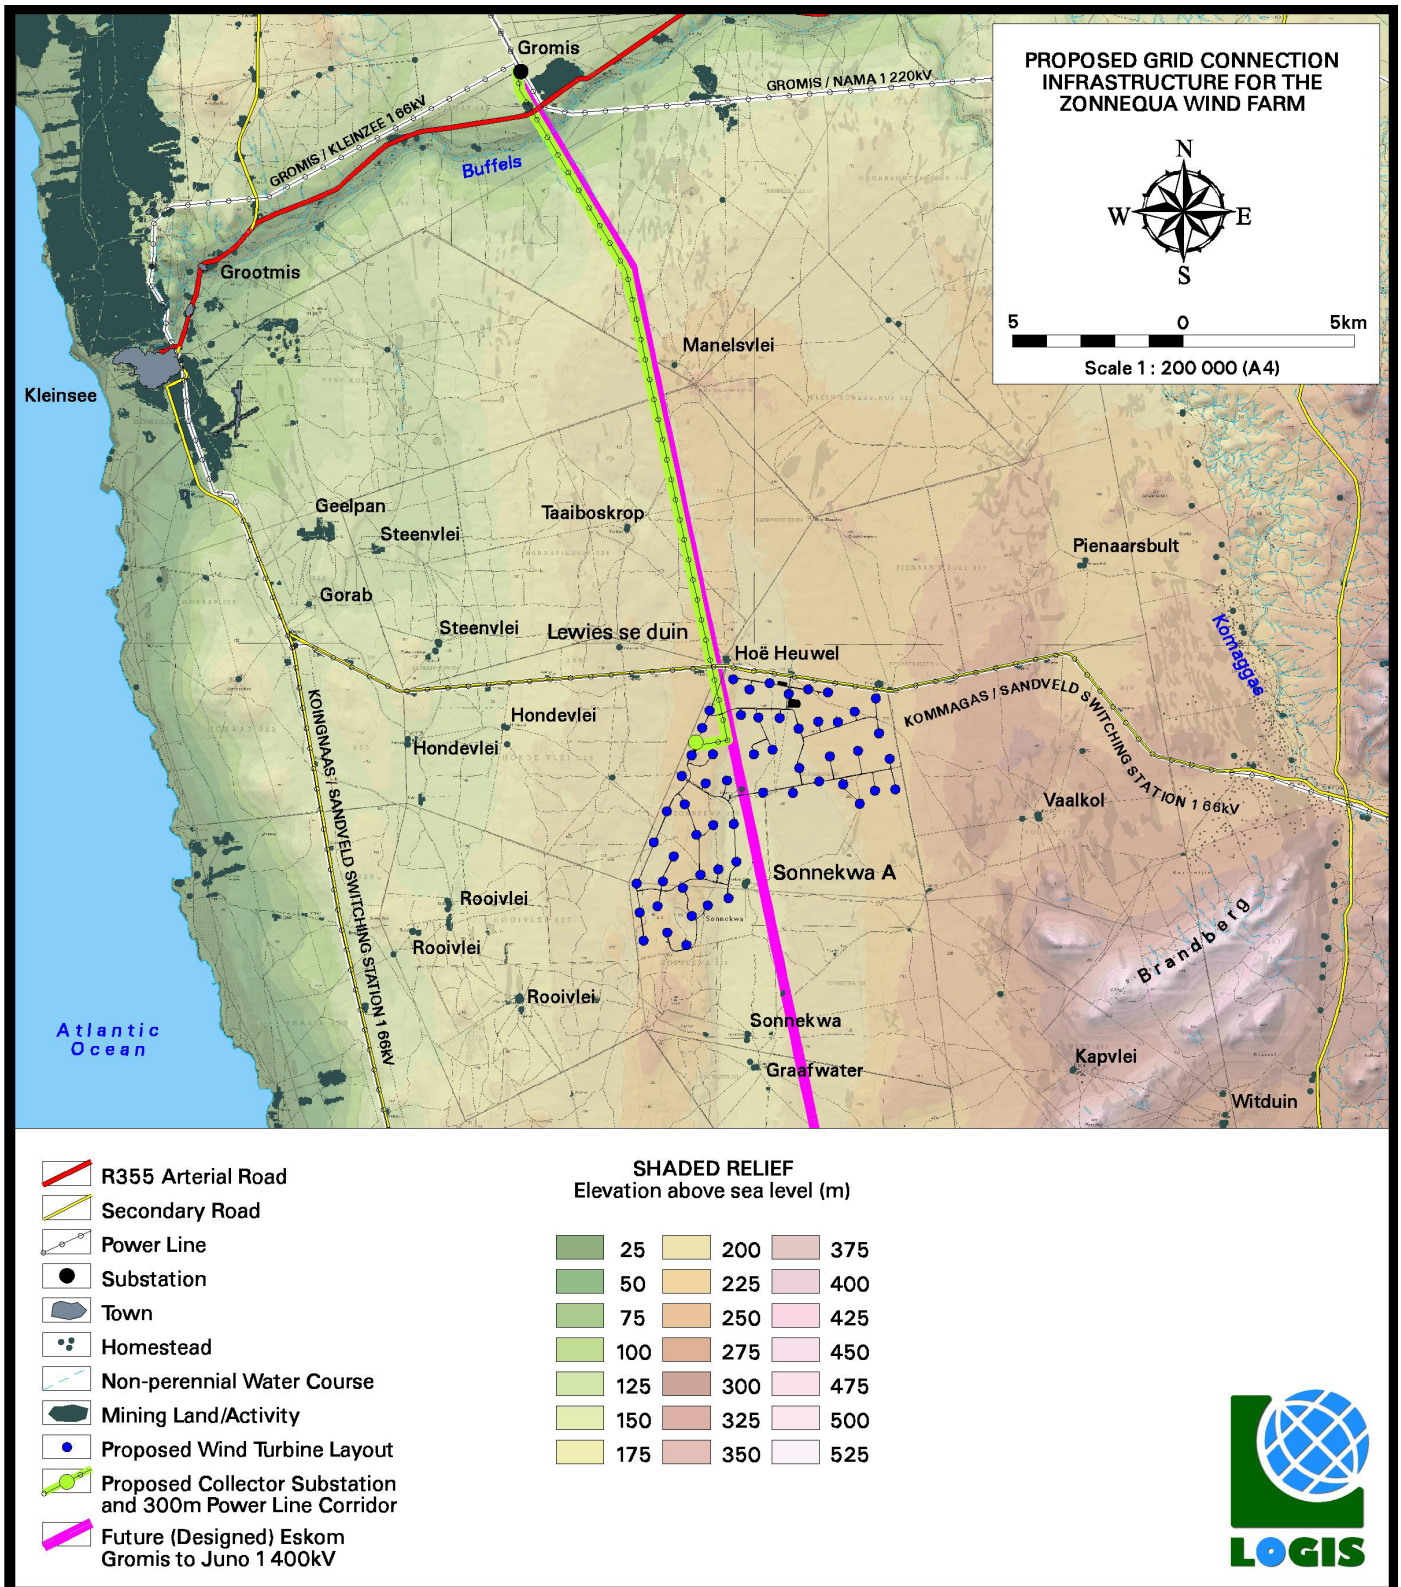 PROPOSED GRID CONNECTION
INFRASTRUCTURE FOR THE
ZONNEQUA WIND FARM
N
W E
S
5 0 5km
Scale 1 : 200 000 (A4)
Gromis
GROMIS / NAMA 1 220kV
GROMIS / KLEINZEE 1 66kV
Buffels
Grootmis
Manelsvlei
Kleinsee
Geelpan
Steenvlei
Taaiboskrop
Pienaarsbult
Gorab
Steenvlei
Lewies se duin
Hoë Heuwel
Komaggas
KOMMAGAS / SANDVELD SWITCHING STATION 1 66kV
KOINGNAAS / SANDVELD SWITCHING STATION 1 66kV
Hondevlei
Hondevlei
Vaalkol
Sonnekwa A
Rooivlei
Sonnekwa
Rooivlei
Brandberg
Rooivlei
Sonnekwa
Atlantic
Ocean
Graafwater
Kapvlei
Witduin
R355 Arterial Road
Secondary Road
Power Line
Substation
Town
Homestead
Non-perennial Water Course
Mining Land/Activity
Proposed Wind Turbine Layout
Proposed Collector Substation
and 300m Power Line Corridor
Future (Designed) Eskom
Gromis to Juno 1 400kV
SHADED RELIEF
Elevation above sea level (m)
25 200 375
50 225 400
75 250 425
100 275 450
125 300 475
150 325 500
175 350 525
LOGIS